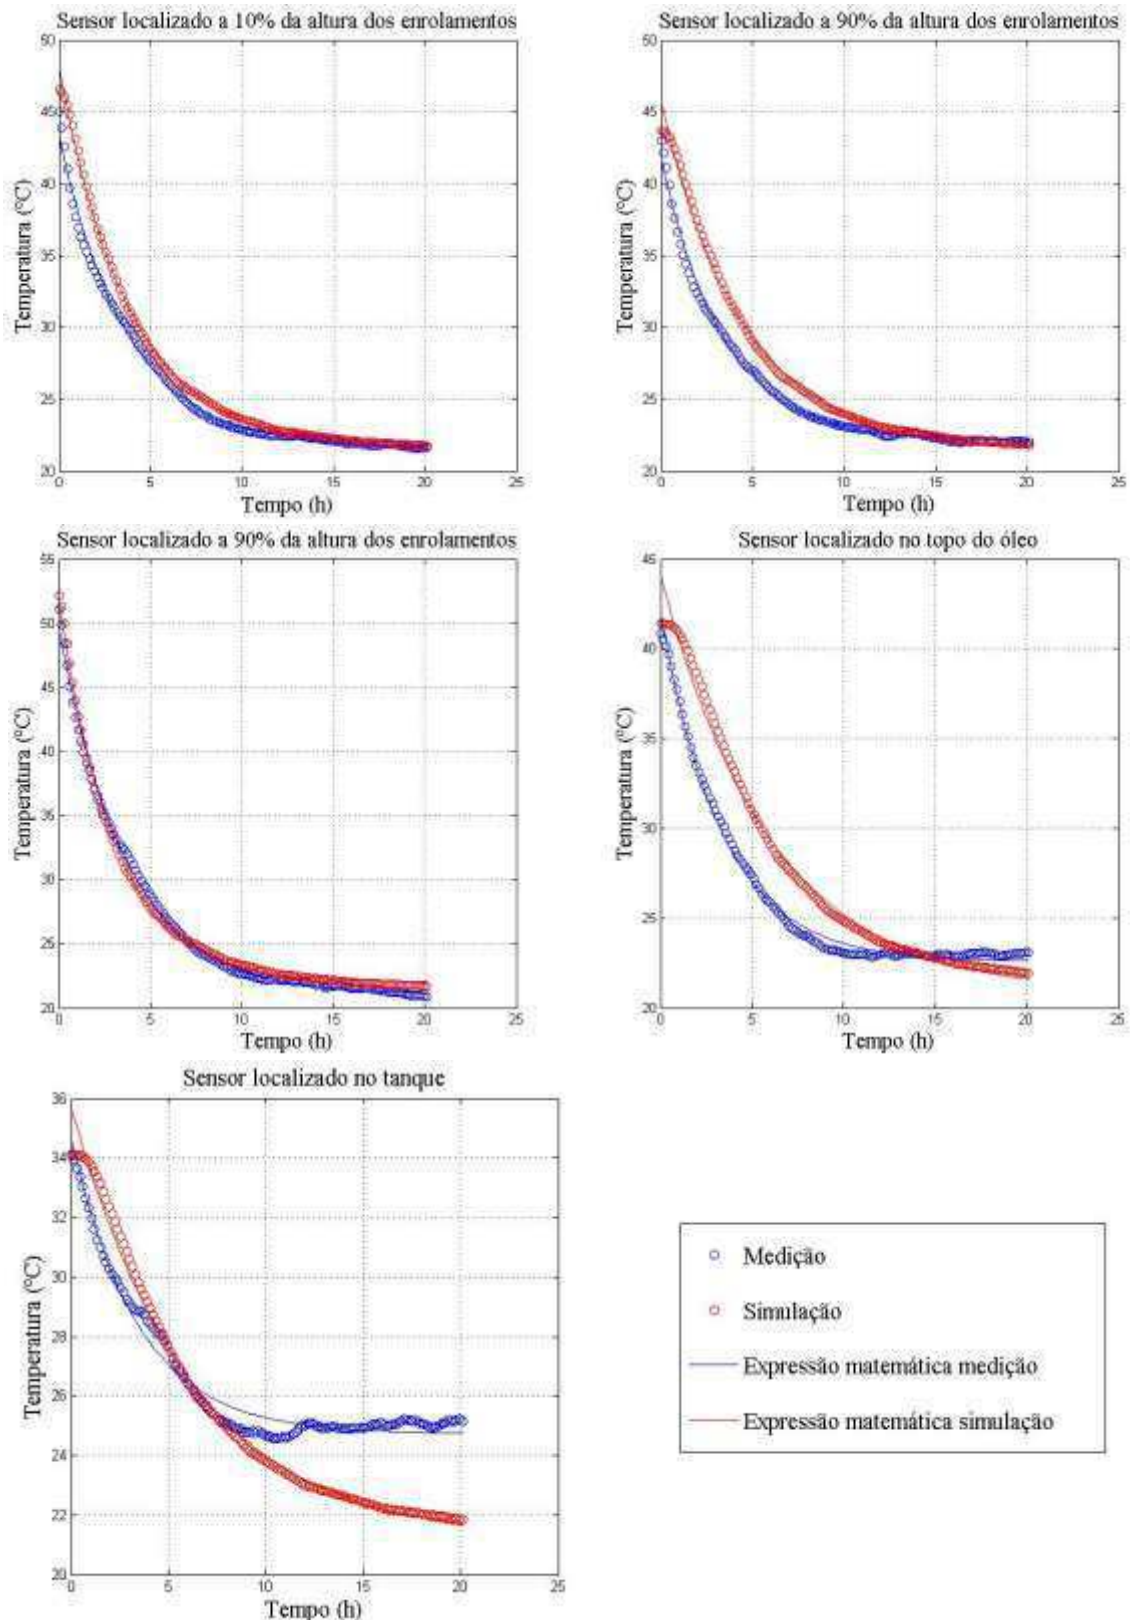 Sensor localizado a 10% da altura dos enrolamentos
50
45
40
35
30
25
20
Temperatura (°C)
0 5 10 15 20 25
Tempo (h)
Sensor localizado a 90% da altura dos enrolamentos
50
45
40
35
30
25
20
Temperatura (°C)
0 5 10 15 20 25
Tempo (h)
Sensor localizado a 90% da altura dos enrolamentos
55
50
45
40
35
30
25
20
Temperatura (°C)
0 5 10 15 20 25
Tempo (h)
Sensor localizado no topo do óleo
45
40
35
30
25
20
Temperatura (°C)
0 5 10 15 20 25
Tempo (h)
Sensor localizado no tanque
36
34
32
30
28
26
24
22
20
Temperatura (°C)
0 5 10 15 20 25
Tempo (h)
Medição
Simulação
Expressão matemática medição
Expressão matemática simulação